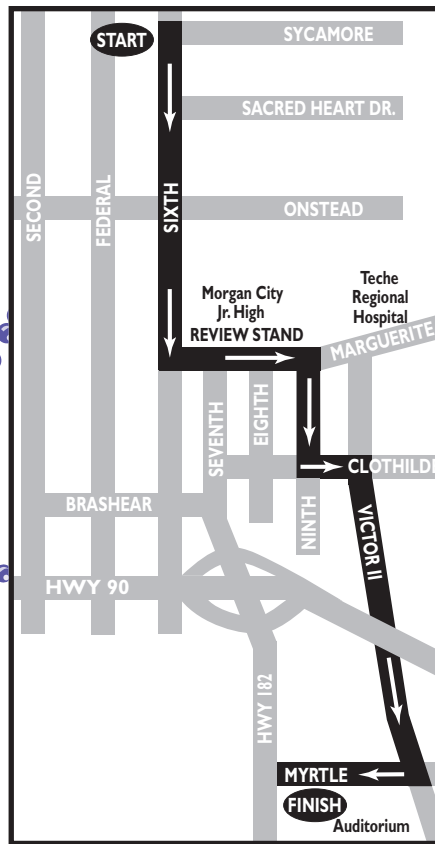 START
SYCAMORE
SACRED HEART DR.
SECOND
FEDERAL
SIXTH
ONSTEAD
Morgan City
Jr. High
REVIEW STAND
Teche
Regional
Hospital
MARGUERITE
SEVENTH
EIGHTH
CLOTHILDE
BRASHEAR
NINTH
VICTOR II
HWY 90
HWY 182
MYRTLE
FINISH
Auditorium